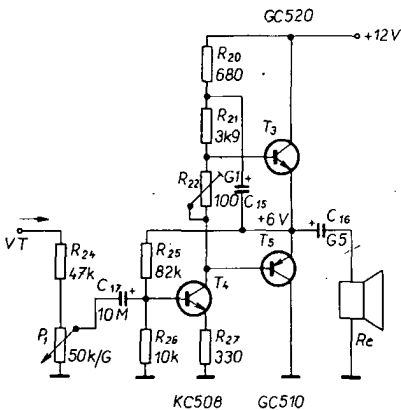 GC520
+12V
R20
680
R21
3k9
T3
R22
G1
100
C15
+
+6V
+
C16
G5
VT
R24
47k
R25
82k
T5
T4
C17
+
10M
P1
50k/G
R26
10k
R27
330
Re
KC508
GC510